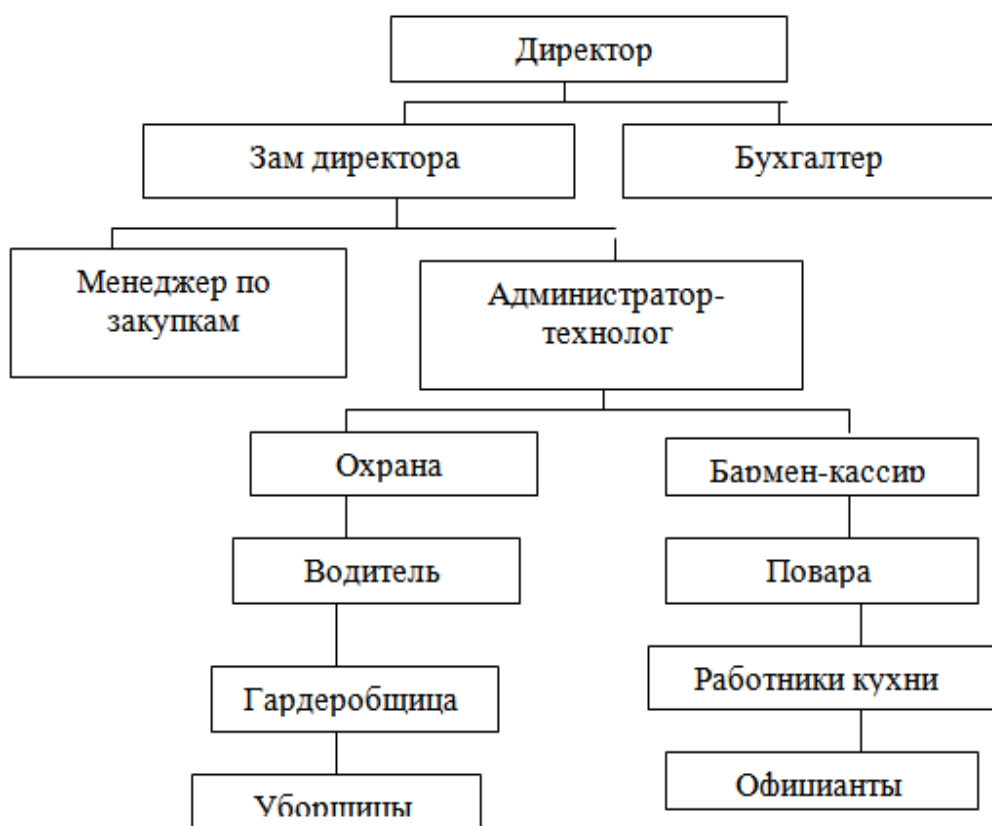 Директор
Зам директора
Бухгалтер
Менеджер по
закупкам
Администратор-
технолог
Охрана
Бармен-кассир
Водитель
Повара
Гардеробщица
Работники кухни
Уборщицы
Официанты